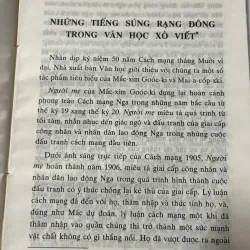 NHỮNG TIẾNG SÚNG RẠNG ĐÔNG
TRONG VĂN HỌC XÔ VIẾT*
Nhân dịp kỷ niệm 50 năm Cách mạng tháng Mười vĩ
đại, Nhà xuất bản Văn học giới thiệu với chúng ta một số
tác phẩm tiêu biểu của Mác-xim Goóc-ki và Mai-a-cốp-xki.
Người mẹ của Mác-xim Goóc-ki dựng lại hoàn cảnh
phong trào Cách mạng Nga trong những năm bắc cầu từ
thế kỷ 19 sang thế kỷ 20. Người mẹ miêu tả quá trình từ
tối tăm, nhẫn nhục đến giác ngộ và đấu tranh của giai cấp
công nhân và nhân dân lao động Nga trong những cuộc
đấu tranh cách mạng đầu tiên.
Dưới ánh sáng trực tiếp của Cách mạng 1905, Người
mẹ hoàn thành năm 1906, miêu tả giai cấp công nhân và
nhân dân lao động Nga trong quá trình hình thành cuộc
đấu tranh có ý thức chống lại kẻ thù của giai cấp. Lý luận
cách mạng đã đến với họ, thâm nhập và thức tỉnh họ, và,
đúng như Mác dự đoán, lý luận cách mạng một khi đã
thâm nhập vào quần chúng thì trở thành một sức mạnh
vật chất không có gì thắng nổi. Họ đã vượt được ra ngoài